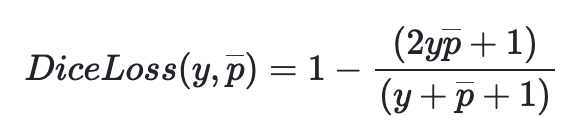 DiceLoss(y, p̅) = 1 − (2yp̅ + 1) / (y + p̅ + 1)